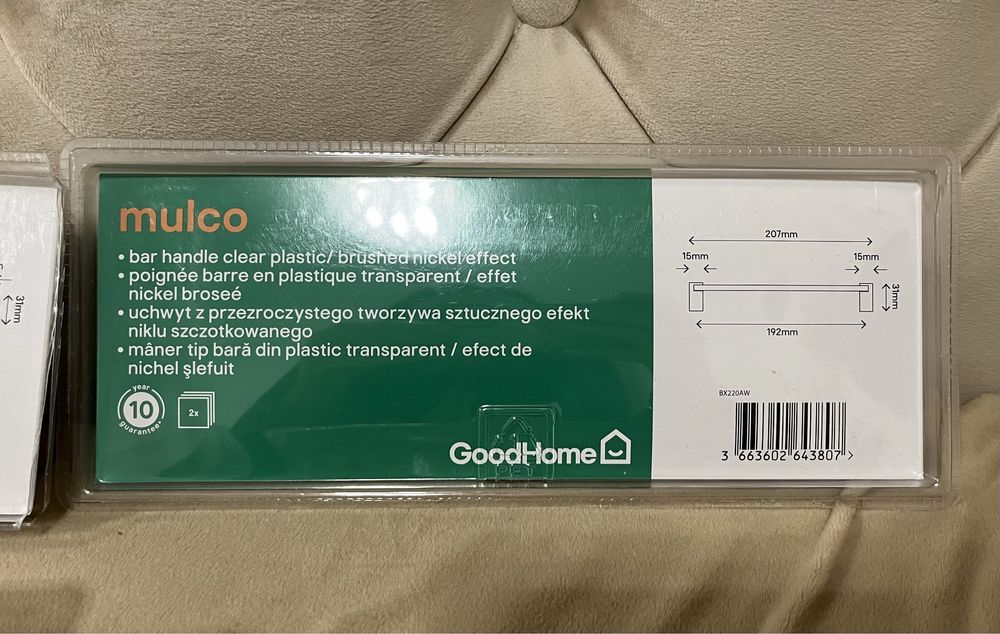 mulco
• bar handle clear plastic/ brushed nickel effect
• poignée barre en plastique transparent / effet
nickel broseé
• uchwyt z przezroczystego tworzywa sztucznego efekt
niklu szczotkowanego
• mâner tip bară din plastic transparent / efect de
nichel şlefuit
year
10
guarantee
2x
GoodHome
207mm
15mm
15mm
31mm
192mm
BX220AW
3 663602 643807 >
31mm